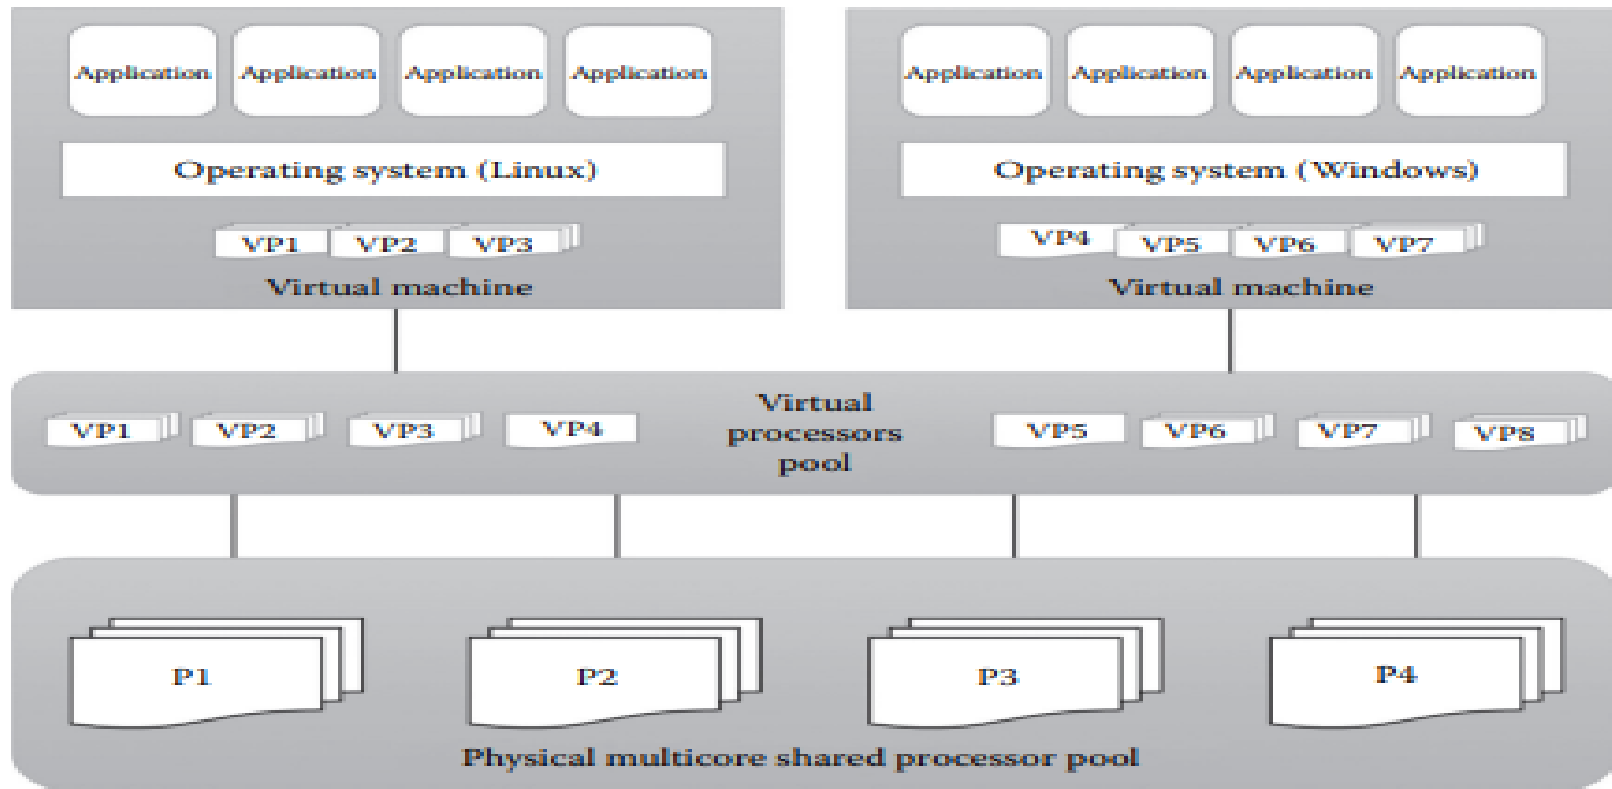 Application Application Application Application
Operating system (Linux)
VP1 VP2 VP3
Virtual machine
Application Application Application Application
Operating system (Windows)
VP4 VP5 VP6 VP7
Virtual machine
VP1 VP2 VP3 VP4
Virtual
processors
pool
VP5 VP6 VP7 VP8
P1 P2 P3 P4
Physical multicore shared processor pool